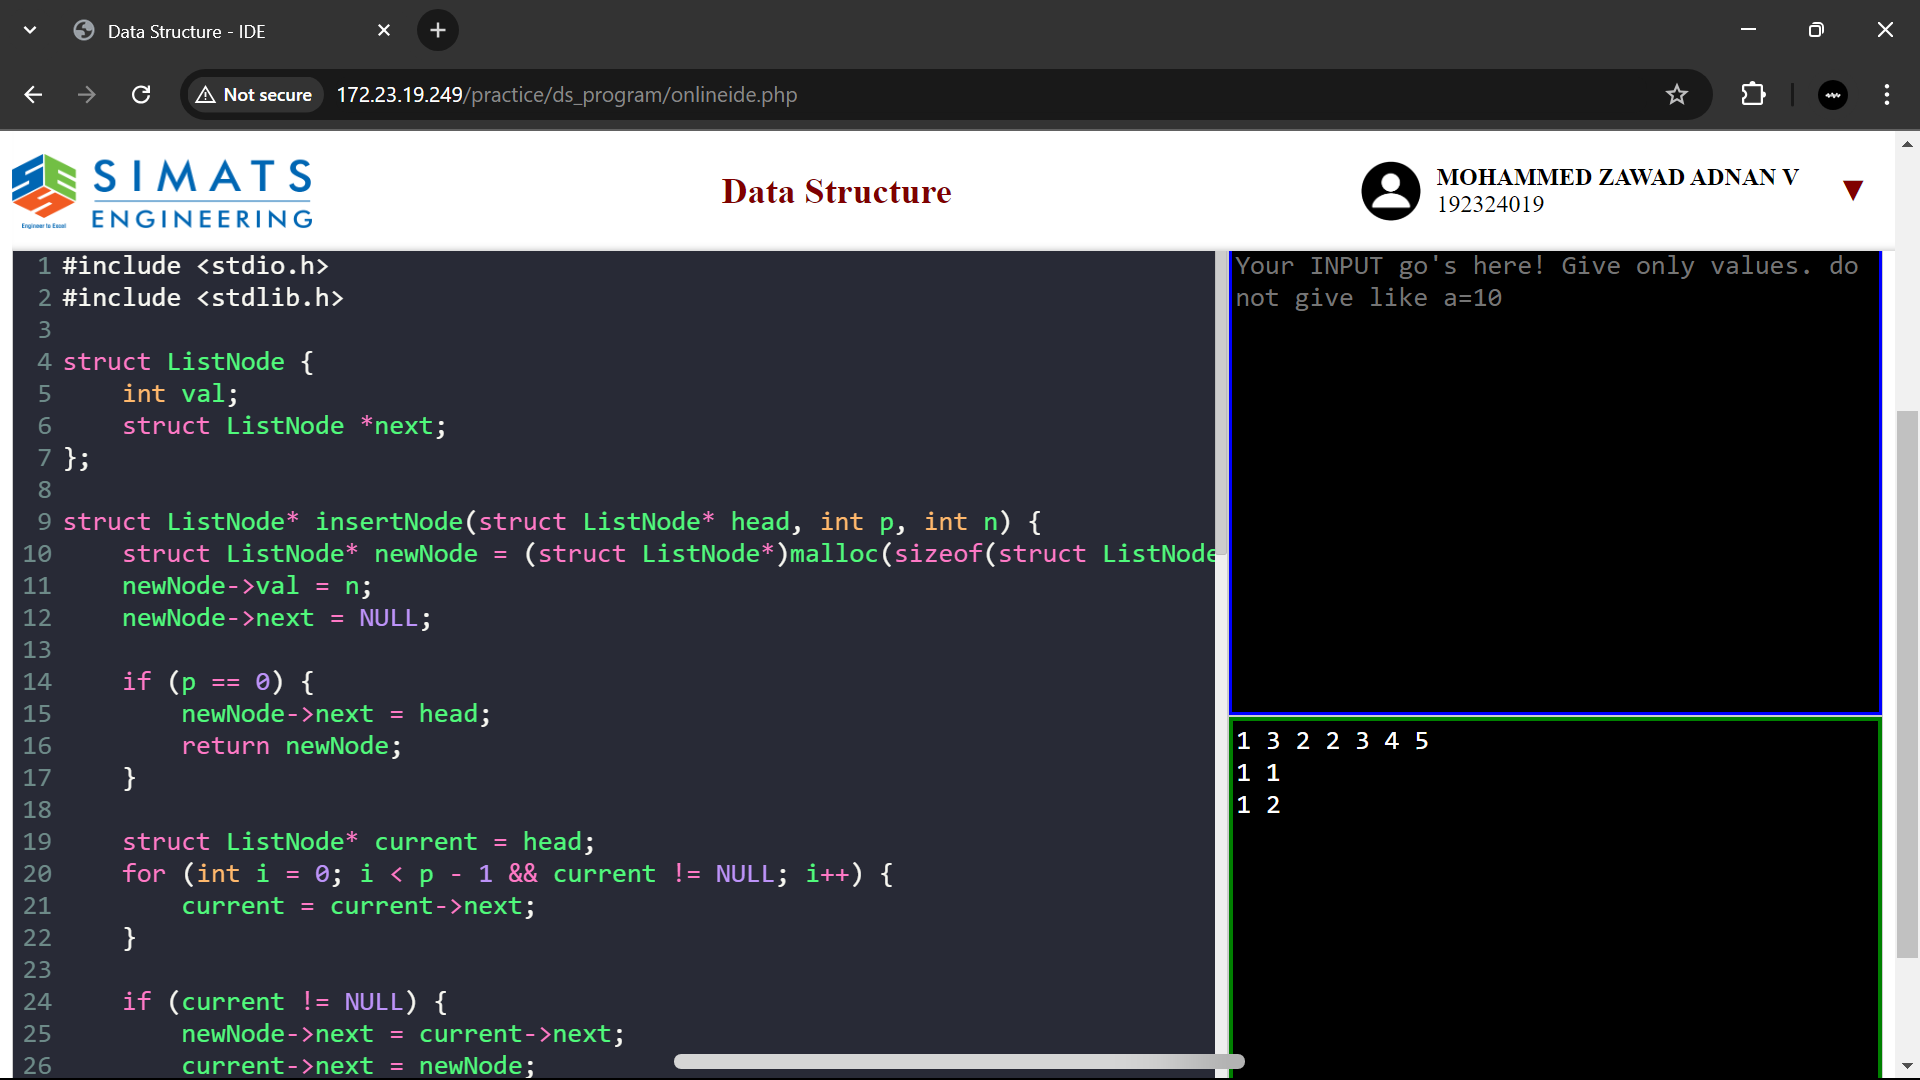 Data Structure - IDE
Not secure
172.23.19.249/practice/ds_program/onlineide.php
SIMATS
ENGINEERING
Engineer to Excel
Data Structure
MOHAMMED ZAWAD ADNAN V
192324019
1 #include <stdio.h>
2 #include <stdlib.h>
3
4 struct ListNode {
5     int val;
6     struct ListNode *next;
7 };
8
9 struct ListNode* insertNode(struct ListNode* head, int p, int n) {
10     struct ListNode* newNode = (struct ListNode*)malloc(sizeof(struct ListNode
11     newNode->val = n;
12     newNode->next = NULL;
13
14     if (p == 0) {
15         newNode->next = head;
16         return newNode;
17     }
18
19     struct ListNode* current = head;
20     for (int i = 0; i < p - 1 && current != NULL; i++) {
21         current = current->next;
22     }
23
24     if (current != NULL) {
25         newNode->next = current->next;
26         current->next = newNode;
Your INPUT go's here! Give only values. do
not give like a=10
1 3 2 2 3 4 5
1 1
1 2